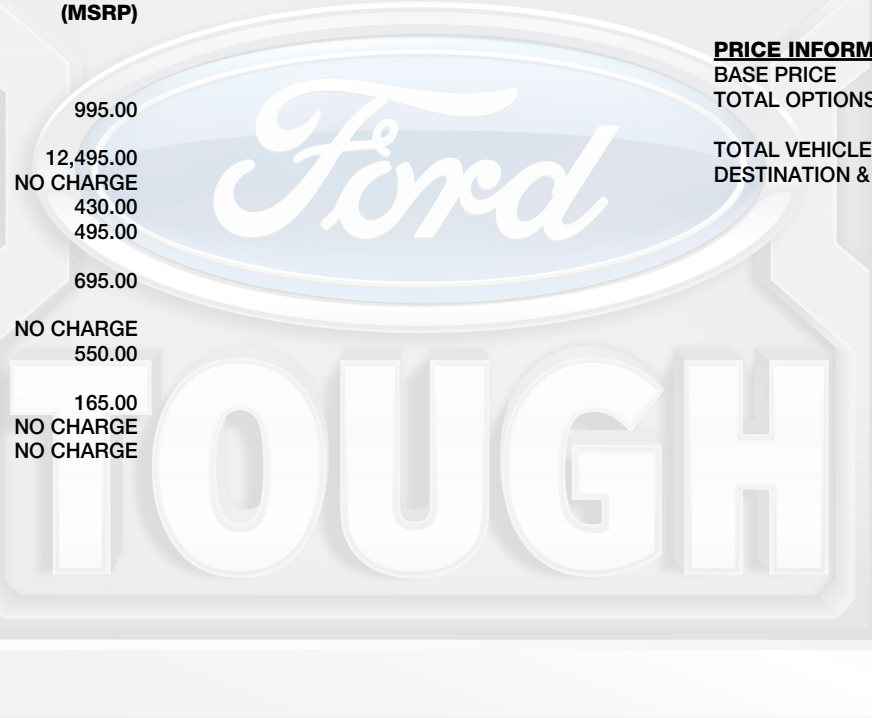 (MSRP)
995.00
12,495.00
NO CHARGE
430.00
495.00
695.00
NO CHARGE
550.00
165.00
NO CHARGE
NO CHARGE
PRICE INFORM
BASE PRICE
TOTAL OPTIONS
TOTAL VEHICLE
DESTINATION &
Ford
TOUGH